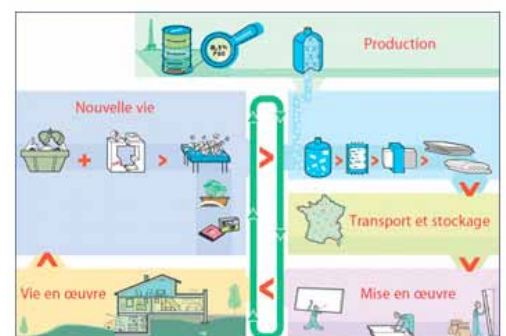 Production
Nouvelle vie
Transport et stockage
Vie en œuvre
Mise en œuvre